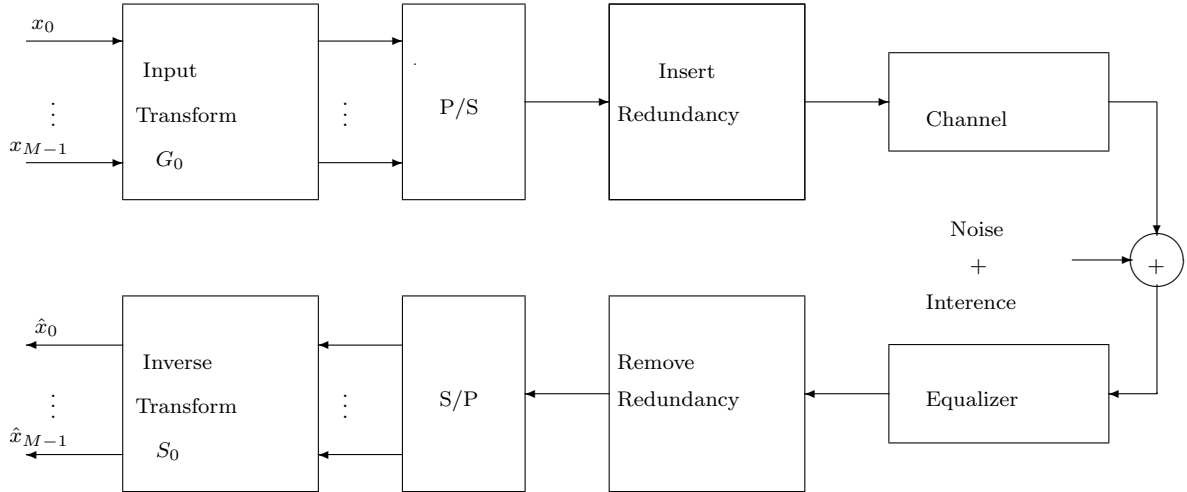 x_0
⋮
x_{M−1}
Input
Transform
G_0
⋮
P/S
Insert
Redundancy
Channel
Noise
+
Interence
+
x̂_0
⋮
x̂_{M−1}
Inverse
Transform
S_0
⋮
S/P
Remove
Redundancy
Equalizer